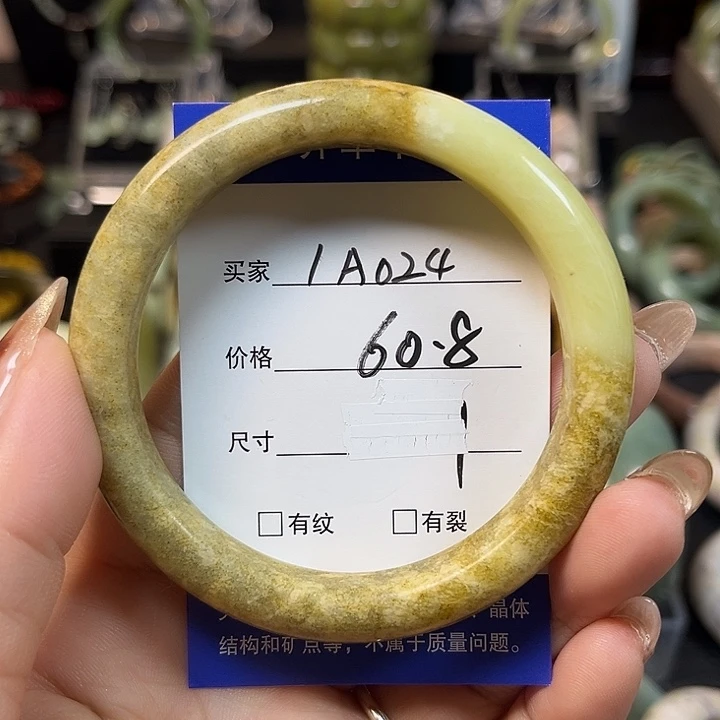 买家 1A024
价格 60.8
尺寸
□有纹 □有裂
晶体
结构和矿点等，不属于质量问题。